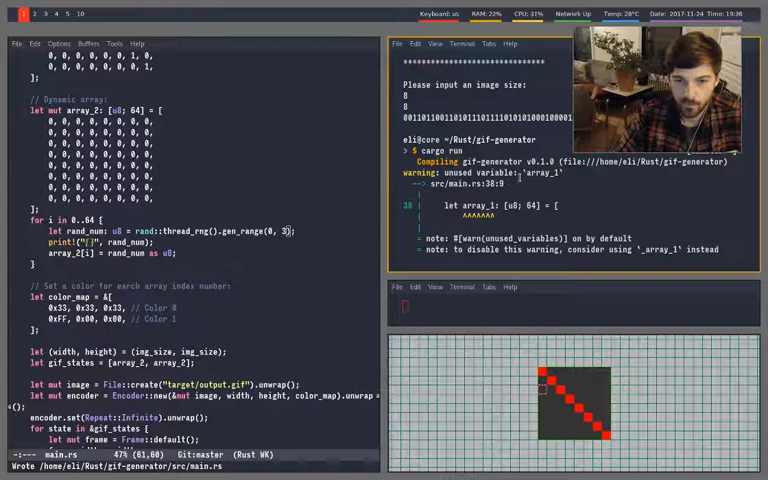 1 2 3 4 5 10
Keyboard: us RAM: 22% CPU: 31% Network Up Temp: 28°C Date: 2017-11-24 Time: 19:36
File Edit Options Buffers Tools Help
0, 0, 0, 0, 0, 0, 1, 0,
0, 0, 0, 0, 0, 0, 0, 1,
];
// Dynamic array:
let mut array_2: [u8; 64] = [
0, 0, 0, 0, 0, 0, 0, 0,
0, 0, 0, 0, 0, 0, 0, 0,
0, 0, 0, 0, 0, 0, 0, 0,
0, 0, 0, 0, 0, 0, 0, 0,
0, 0, 0, 0, 0, 0, 0, 0,
0, 0, 0, 0, 0, 0, 0, 0,
0, 0, 0, 0, 0, 0, 0, 0,
0, 0, 0, 0, 0, 0, 0, 0,
];
for i in 0..64 {
let rand_num: u8 = rand::thread_rng().gen_range(0, 3);
print!("{}", rand_num);
array_2[i] = rand_num as u8;
}
// Set a color for earch array index number:
let color_map = &[
0x33, 0x33, 0x33, // Color 0
0xFF, 0x00, 0x00, // Color 1
];
let (width, height) = (img_size, img_size);
let gif_states = [array_2, array_2];
let mut image = File::create("target/output.gif").unwrap();
let mut encoder = Encoder::new(&mut image, width, height, color_map).unwrap
();
encoder.set(Repeat::Infinite).unwrap();
for state in &gif_states {
let mut frame = Frame::default();
-:--- main.rs 47% (61,60) Git:master (Rust WK)
Wrote /home/eli/Rust/gif-generator/src/main.rs
File Edit View Terminal Tabs Help
*******************************
Please input an image size:
8
8
eli@core ~/Rust/gif-generator
> $ cargo run
Compiling gif-generator v0.1.0 (file:///home/eli/Rust/gif-generator)
warning: unused variable: `array_1`
--> src/main.rs:38:9
|
38 | let array_1: [u8; 64] = [
| ^^^^^^^
|
= note: #[warn(unused_variables)] on by default
= note: to disable this warning, consider using `_array_1` instead
File Edit View Terminal Tabs Help